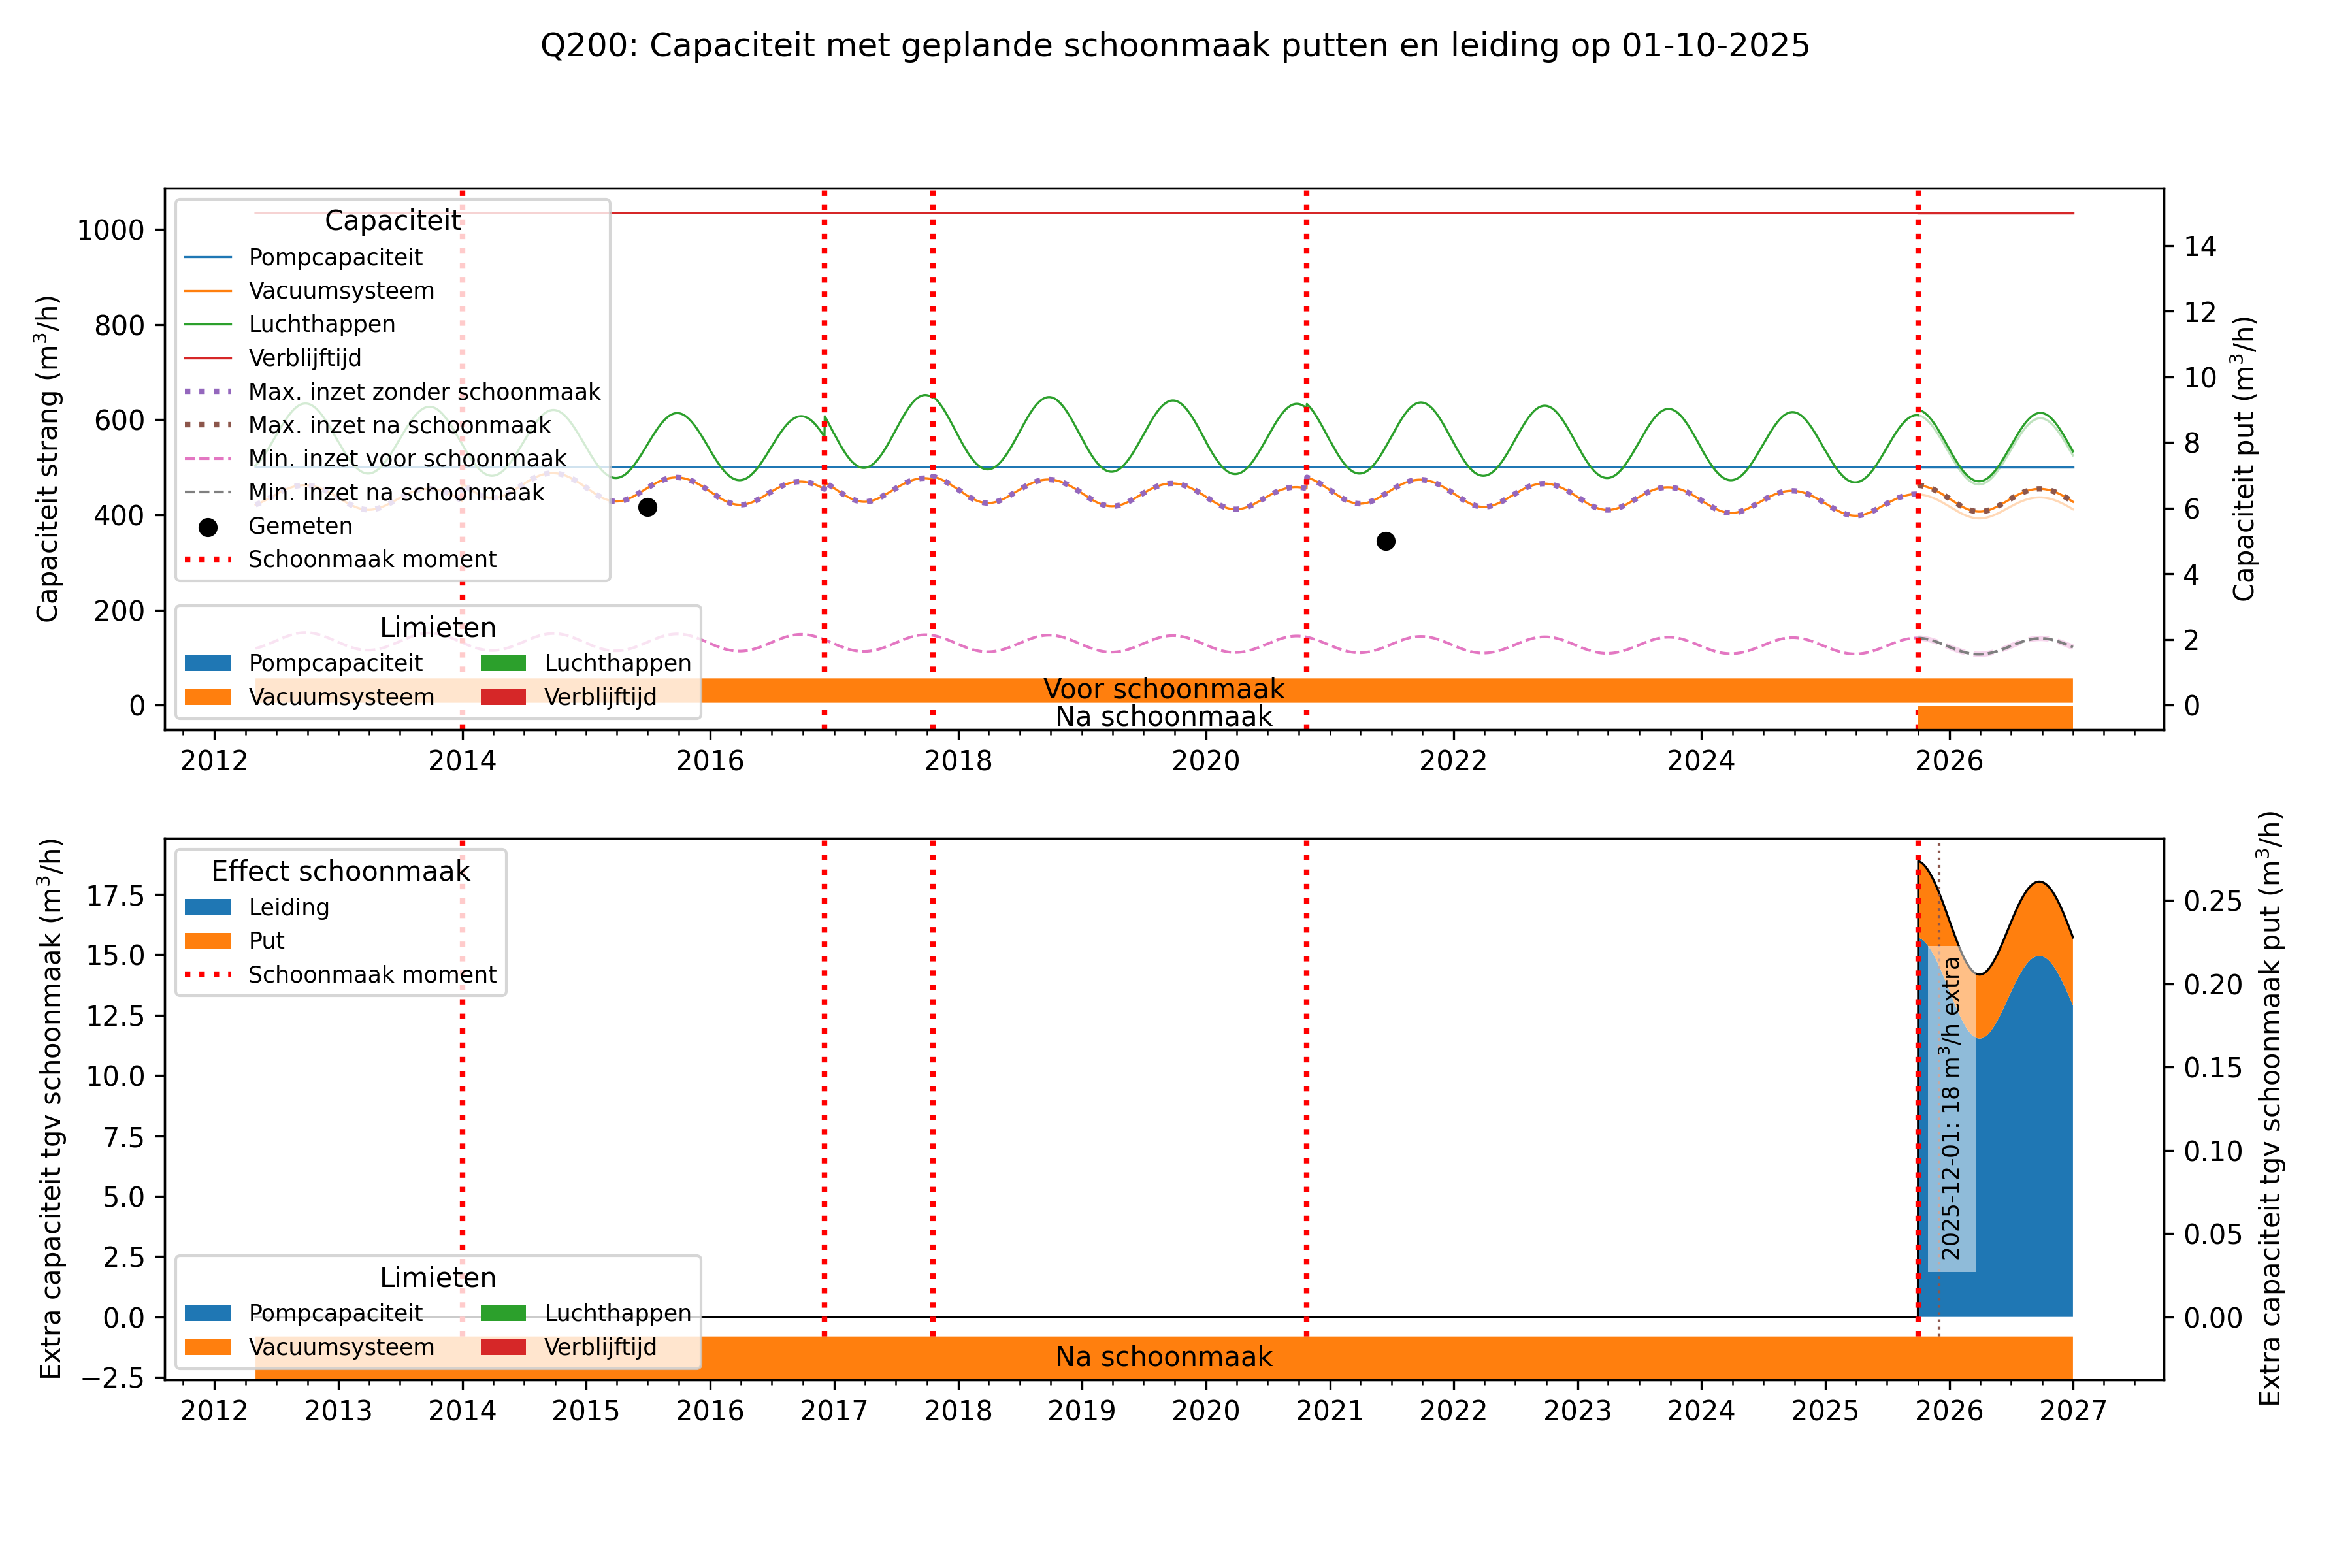 Q200: Capaciteit met geplande schoonmaak putten en leiding op 01-10-2025
Capaciteit strang (m³/h)
1000
800
600
400
200
0
Capaciteit
Pompcapaciteit
Vacuumsysteem
Luchthappen
Verblijftijd
Max. inzet zonder schoonmaak
Max. inzet na schoonmaak
Min. inzet voor schoonmaak
Min. inzet na schoonmaak
Gemeten
Schoonmaak moment
Limieten
Pompcapaciteit
Vacuumsysteem
Luchthappen
Verblijftijd
Voor schoonmaak
Na schoonmaak
14
12
10
8
6
4
2
0
Capaciteit put (m³/h)
2012 2014 2016 2018 2020 2022 2024 2026
Extra capaciteit tgv schoonmaak (m³/h)
17.5
15.0
12.5
10.0
7.5
5.0
2.5
0.0
−2.5
Effect schoonmaak
Leiding
Put
Schoonmaak moment
Limieten
Pompcapaciteit
Vacuumsysteem
Luchthappen
Verblijftijd
Na schoonmaak
2025-12-01: 18 m³/h extra
0.25
0.20
0.15
0.10
0.05
0.00
Extra capaciteit tgv schoonmaak put (m³/h)
2012 2013 2014 2015 2016 2017 2018 2019 2020 2021 2022 2023 2024 2025 2026 2027